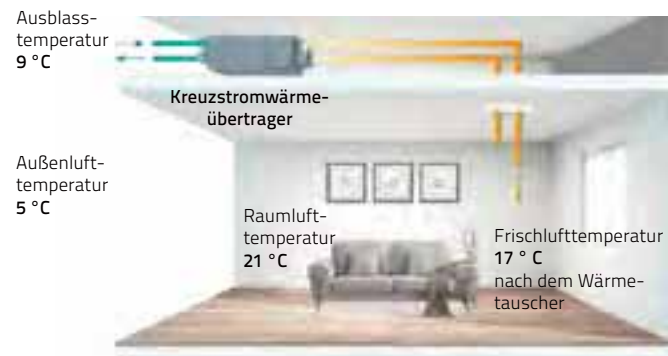 Ausblass-
temperatur
9 °C
Kreuzstromwärme-
übertrager
Außenluft-
temperatur
5 °C
Raumluft-
temperatur
21 °C
Frischlufttemperatur
17 ° C
nach dem Wärme-
tauscher